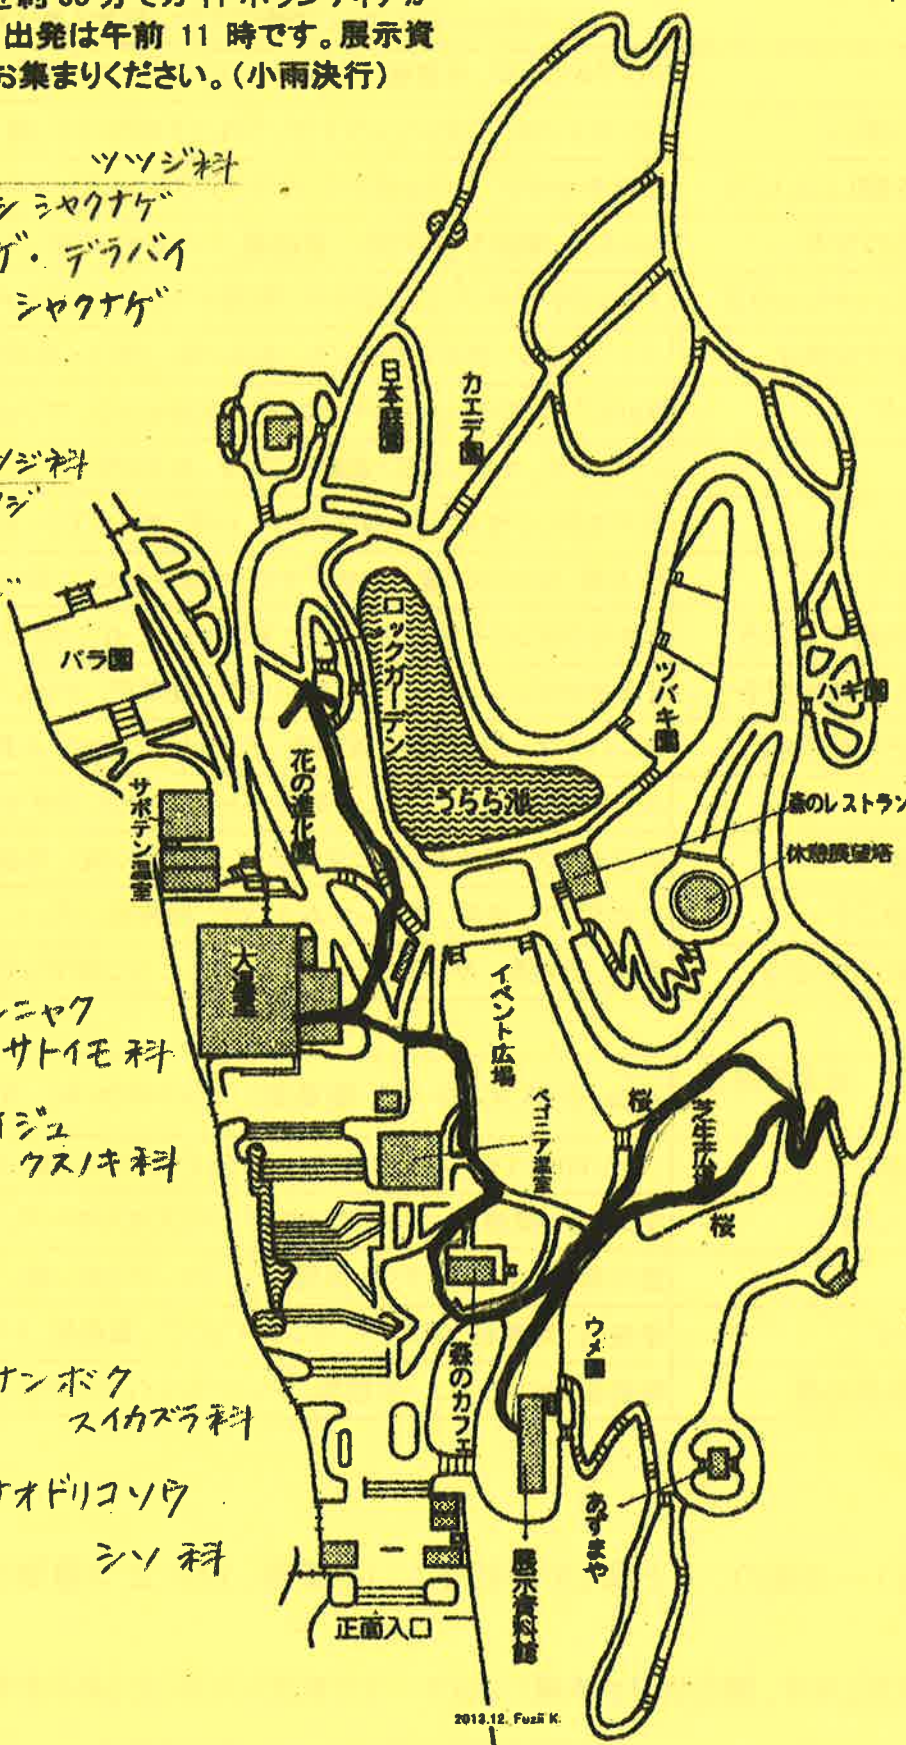 出発は午前 11 時です。展示資
お集まりください。(小雨決行)
ツツジ科
シャクナゲ
ゲ・デラバイ
シャクナゲ
ツジ科
ツジ
日本庭園
カエデ園
バラ園
ロックガーデン
ツバキ園
ハギ園
花の進化園
うらら池
サボテン温室
森のレストラン
休憩展望塔
大温室
イベント広場
ニャク
サトイモ科
イジュ
クスノキ科
ベゴニア温室
桜
芝生広場
桜
ウメ園
森のカフェ
ナンボク
スイカズラ科
オドリコソウ
シソ科
あずまや
展示資料館
正面入口
2013.12. Fuzii K.